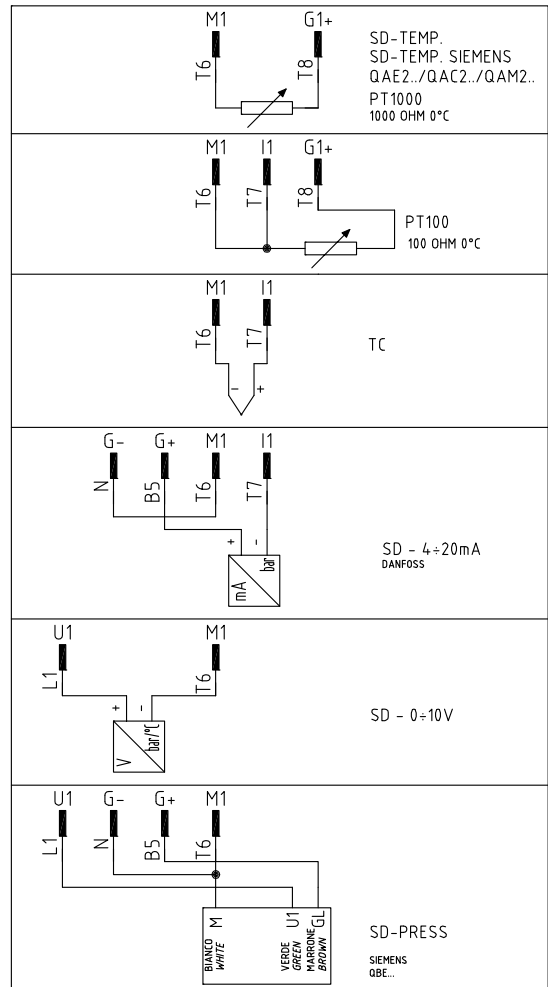 M1 G1+
T6 T8
SD-TEMP.
SD-TEMP. SIEMENS
QAE2../QAC2../QAM2..
PT1000
1000 OHM 0°C
M1 I1 G1+
T6 T7 T8
PT100
100 OHM 0°C
M1 I1
T6 T7
- +
TC
G- G+ M1 I1
N B5 T6 T7
+ -
mA bar
SD - 4÷20mA
DANFOSS
U1 M1
L1 T6
+ -
V bar/°C
SD - 0÷10V
U1 G- G+ M1
L1 N B5 T6
M U1 GL
BIANCO VERDE MARRONE
WHITE GREEN BROWN
SD-PRESS
SIEMENS
QBE...